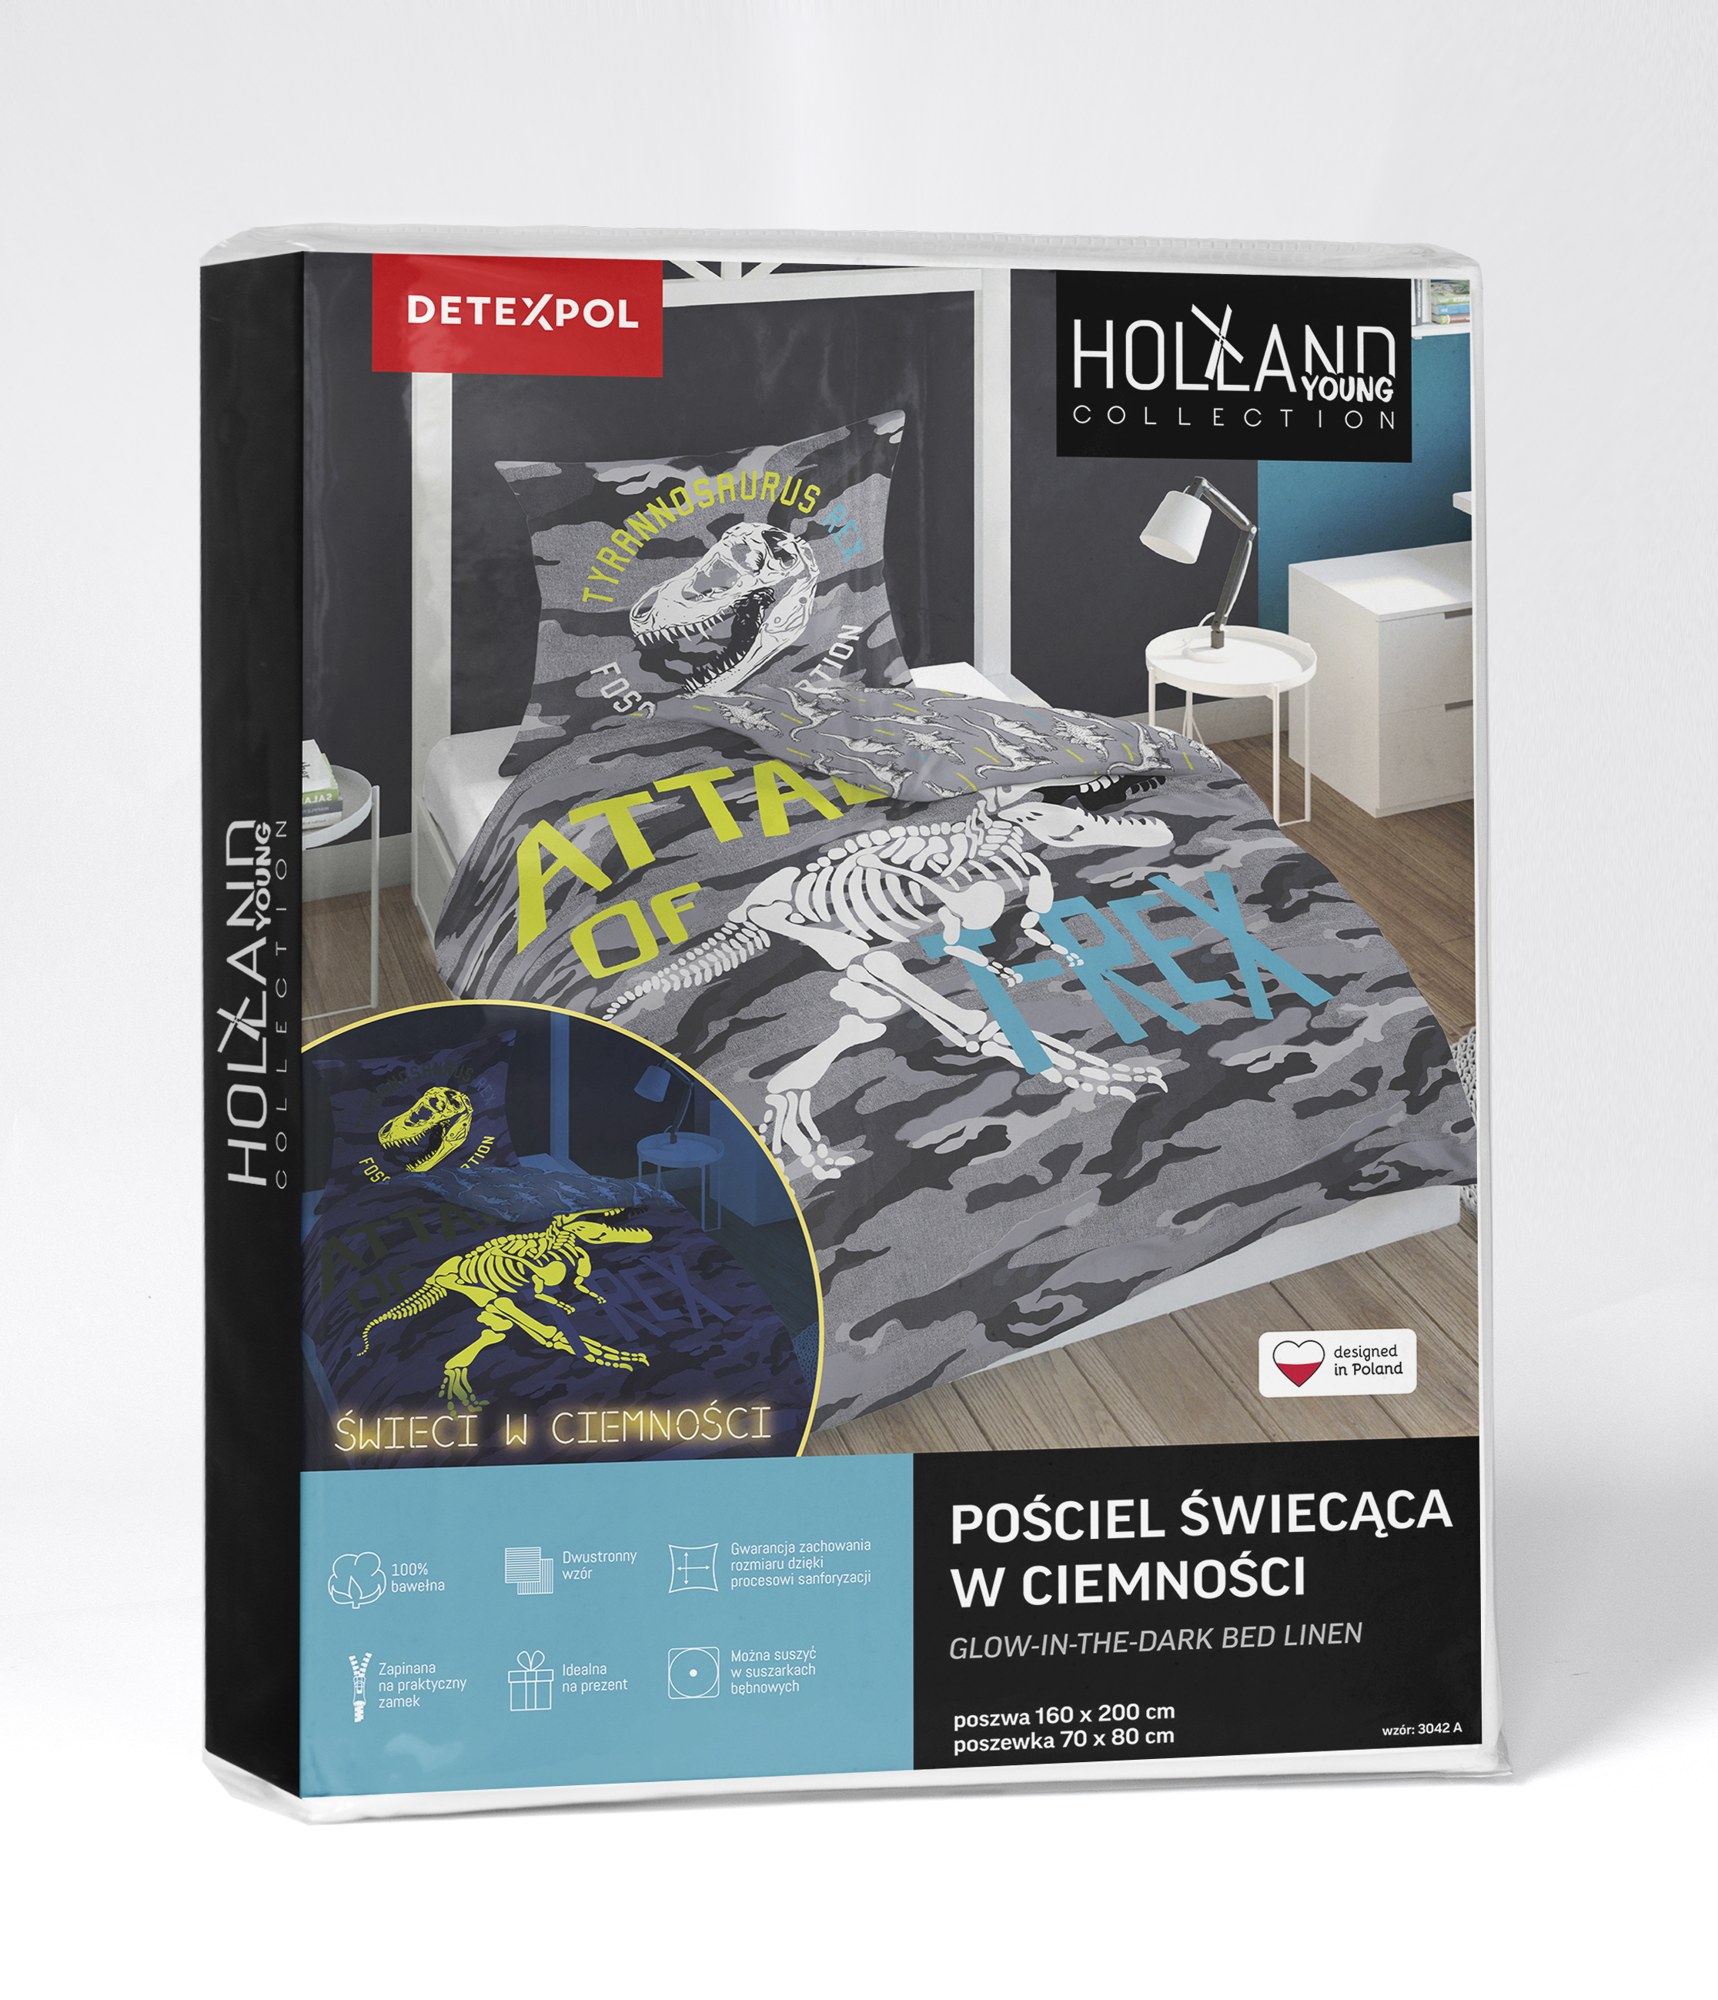 DETEXPOL
HOLLAND
YOUNG
COLLECTION
TYRANNOSAURUS REX
ATTA
OF
T-REX
HOLLAND
YOUNG
COLLECTION
REX
ŚWIECI W CIEMNOŚCI
designed
in Poland
100%
bawełna
Dwustronny
wzór
Gwarancja zachowania
rozmiaru dzięki
procesowi sanforyzacji
Zapinana
na praktyczny
zamek
Idealna
na prezent
Można suszyć
w suszarkach
bębnowych
POŚCIEL ŚWIECĄCA
W CIEMNOŚCI
GLOW-IN-THE-DARK BED LINEN
poszwa 160 x 200 cm
poszewka 70 x 80 cm
wzór: 3042 A